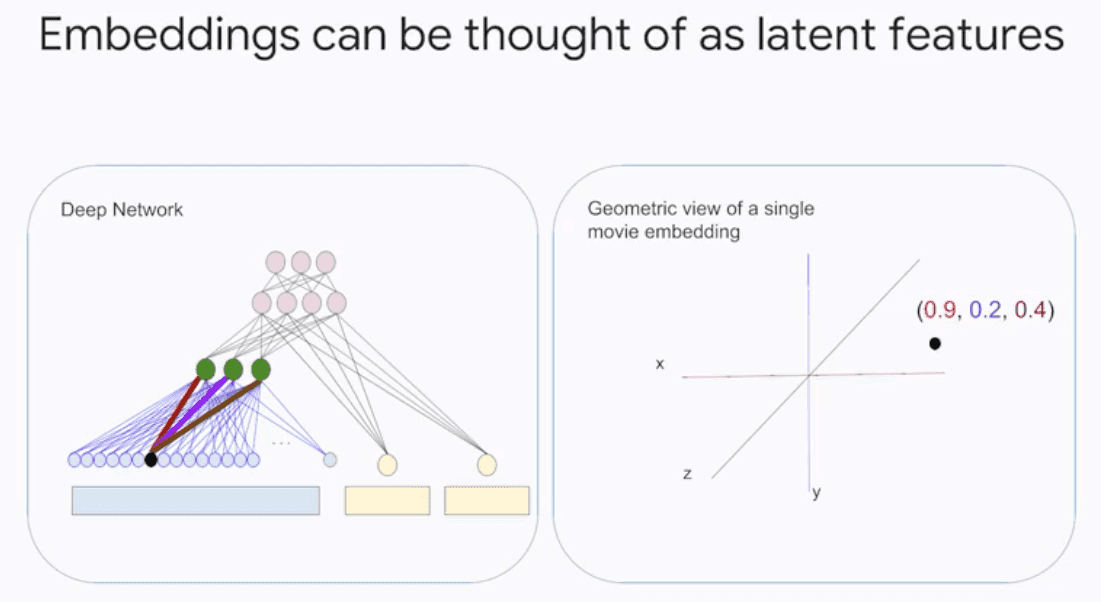 Embeddings can be thought of as latent features
Deep Network
...
Geometric view of a single
movie embedding
(0.9, 0.2, 0.4)
x
z
y